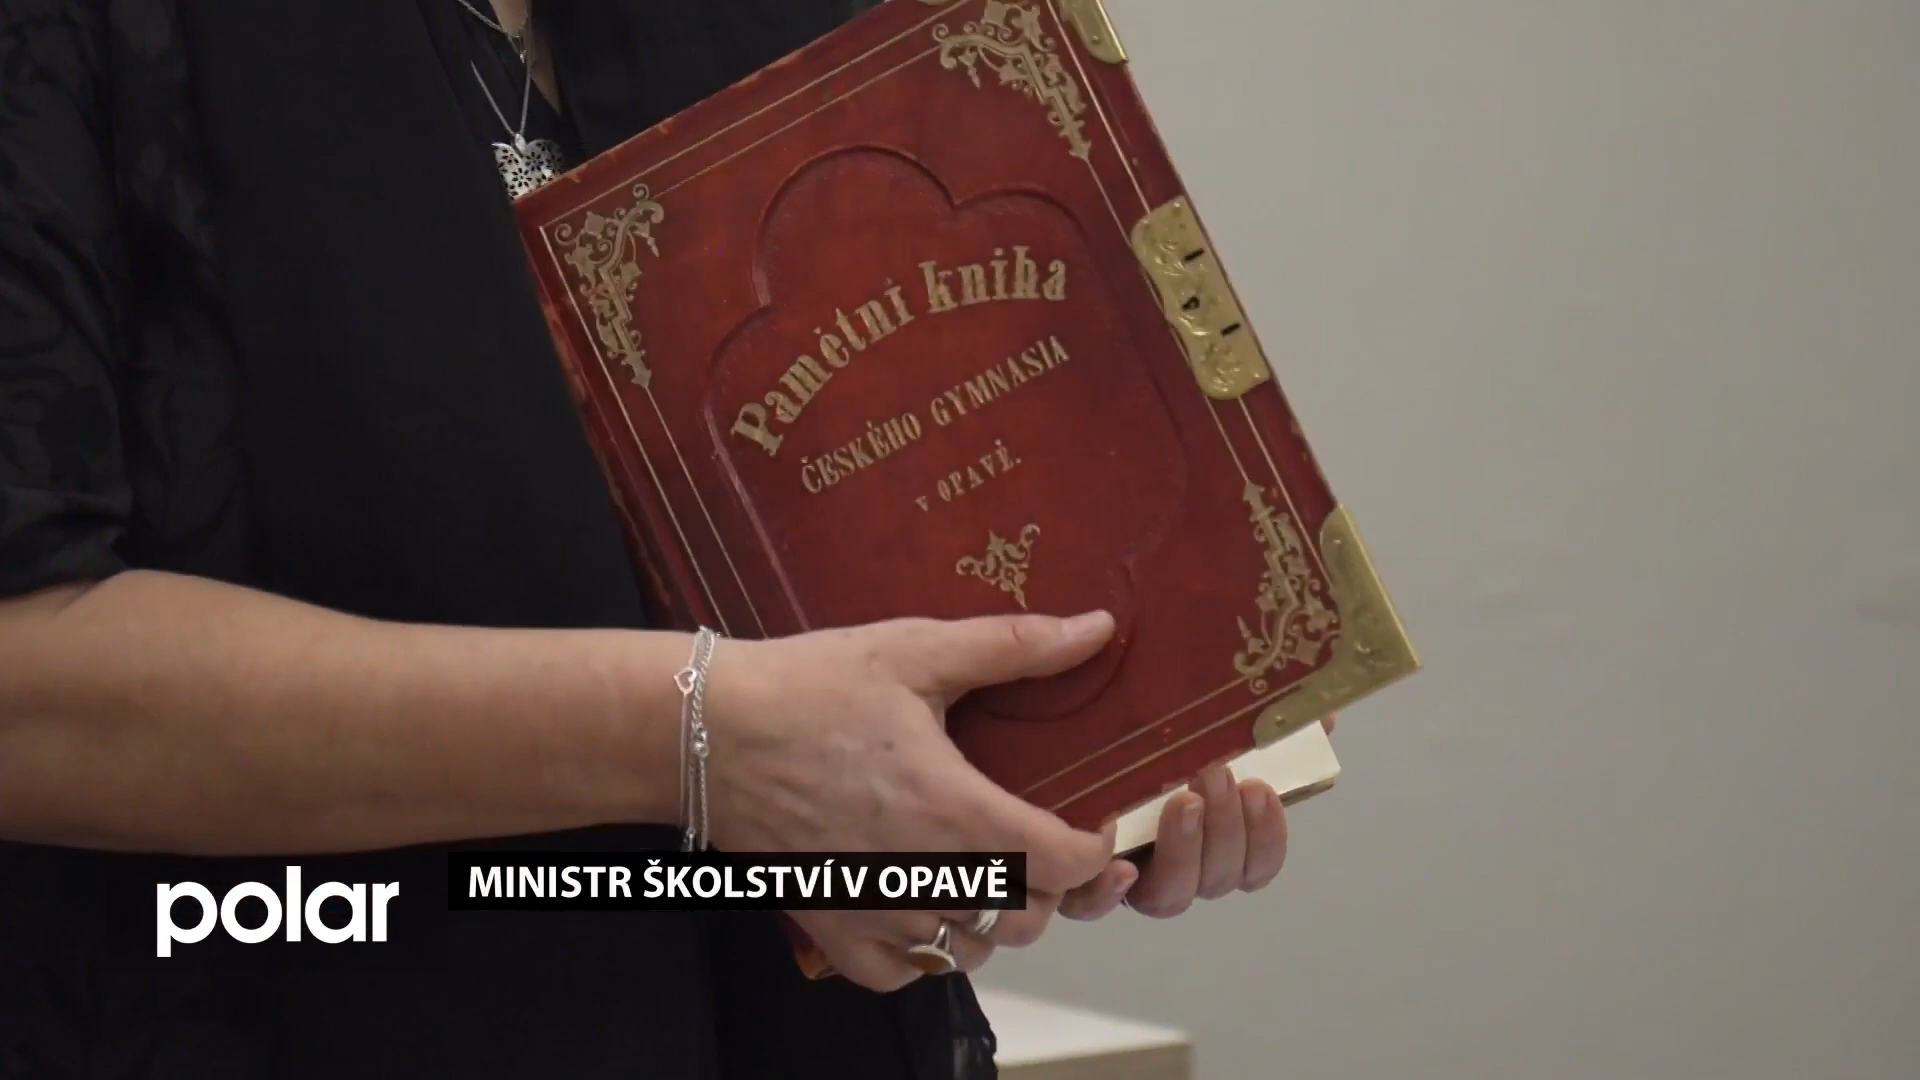 Pamětní kniha
ČESKÉHO GYMNASIA
v OPAVĚ.
polar
MINISTR ŠKOLSTVÍ V OPAVĚ